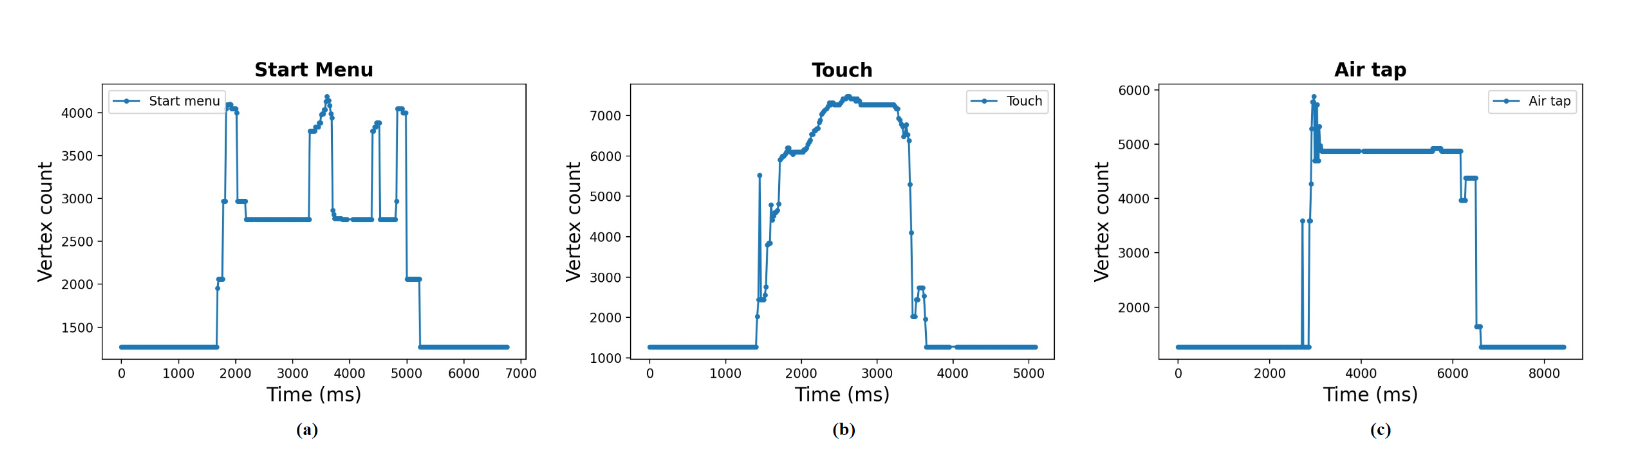 Start Menu
Start menu
4000
3500
3000
2500
2000
1500
Vertex count
0 1000 2000 3000 4000 5000 6000 7000
Time (ms)
(a)
Touch
Touch
7000
6000
5000
4000
3000
2000
1000
Vertex count
0 1000 2000 3000 4000 5000
Time (ms)
(b)
Air tap
Air tap
6000
5000
4000
3000
2000
Vertex count
0 2000 4000 6000 8000
Time (ms)
(c)